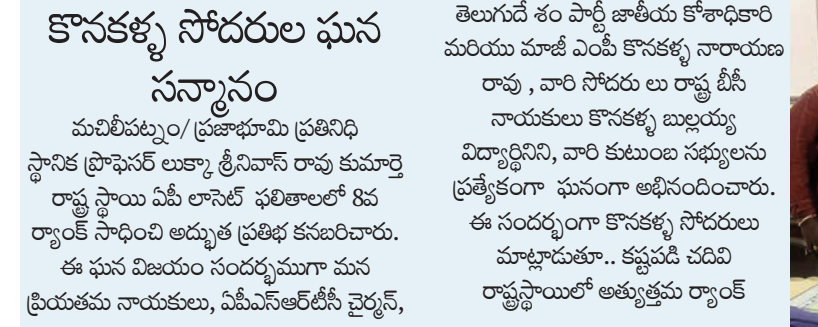 కొనకళ్ళ సోదరుల ఘన
సన్మానం
మచిలీపట్నం/ ప్రజాభూమి ప్రతినిధి
స్థానిక ప్రొఫెసర్ లుక్కా శ్రీనివాస్ రావు కుమార్తె
రాష్ట్ర స్థాయి ఏపీ లాసెట్ ఫలితాలలో 8వ
ర్యాంక్ సాధించి అద్భుత ప్రతిభ కనబరిచారు.
ఈ ఘన విజయం సందర్భముగా మన
ప్రియతమ నాయకులు, ఏపీఎస్ఆర్టీసీ చైర్మన్,
తెలుగుదే శం పార్టీ జాతీయ కోశాధికారి
మరియు మాజీ ఎంపీ కొనకళ్ళ నారాయణ
రావు , వారి సోదరు లు రాష్ట్ర బీసీ
నాయకులు కొనకళ్ళ బుల్లయ్య
విద్యార్థినిని, వారి కుటుంబ సభ్యులను
ప్రత్యేకంగా ఘనంగా అభినందించారు.
ఈ సందర్భంగా కొనకళ్ళ సోదరులు
మాట్లాడుతూ.. కష్టపడి చదివి
రాష్ట్రస్థాయిలో అత్యుత్తమ ర్యాంక్